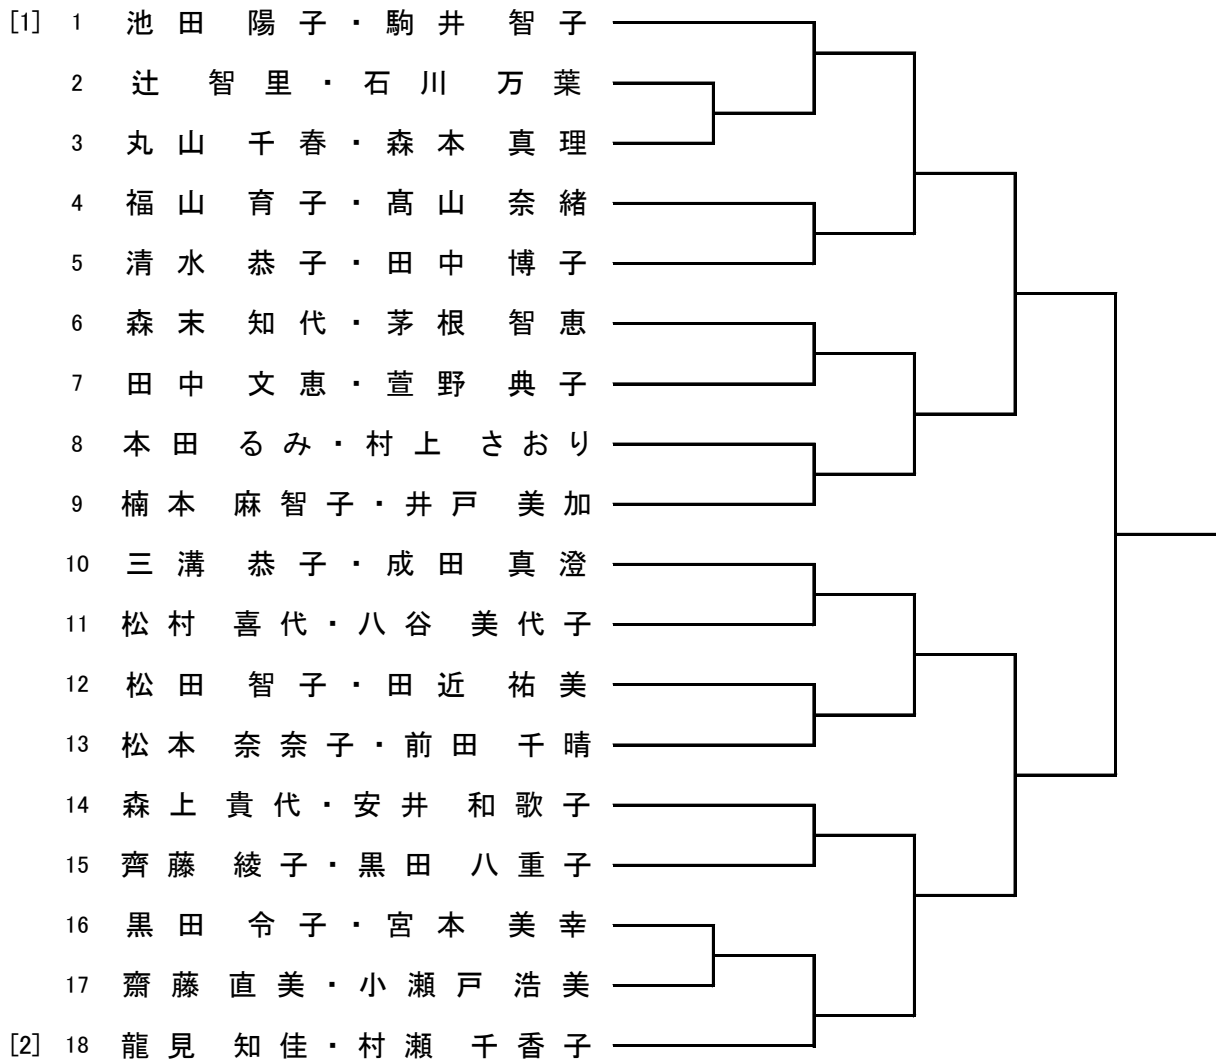 [1] 1 池田 陽子・駒井 智子
2 辻 智里・石川 万葉
3 丸山 千春・森本 真理
4 福山 育子・髙山 奈緒
5 清水 恭子・田中 博子
6 森末 知代・茅根 智恵
7 田中 文恵・萱野 典子
8 本田 るみ・村上 さおり
9 楠本 麻智子・井戸 美加
10 三溝 恭子・成田 真澄
11 松村 喜代・八谷 美代子
12 松田 智子・田近 祐美
13 松本 奈奈子・前田 千晴
14 森上 貴代・安井 和歌子
15 齊藤 綾子・黒田 八重子
16 黒田 令子・宮本 美幸
17 齋藤 直美・小瀬戸 浩美
[2] 18 龍見 知佳・村瀬 千香子